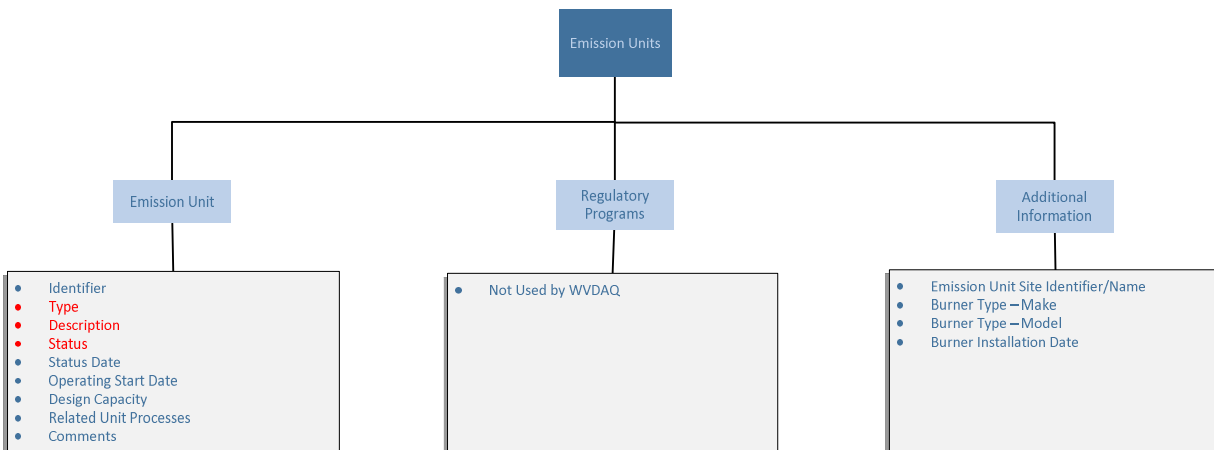 Emission Units
Emission Unit
Regulatory
Programs
Additional
Information
• Identifier
• Type
• Description
• Status
• Status Date
• Operating Start Date
• Design Capacity
• Related Unit Processes
• Comments
• Not Used by WVDAQ
• Emission Unit Site Identifier/Name
• Burner Type – Make
• Burner Type – Model
• Burner Installation Date